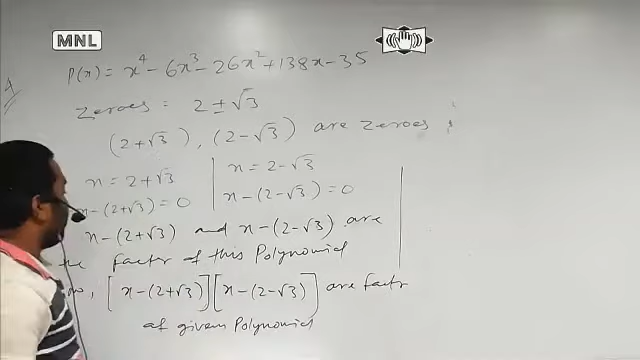 MNL
P(x) = x⁴ - 6x³ - 26x² + 138x - 35
Zeroes = 2 ± √3
(2+√3), (2-√3) are zeroes
x = 2+√3
x-(2+√3) = 0
x = 2-√3
x-(2-√3) = 0
x-(2+√3) and x-(2-√3) are
the factor of this Polynomial
[x-(2+√3)][x-(2-√3)] are factor
of given Polynomial